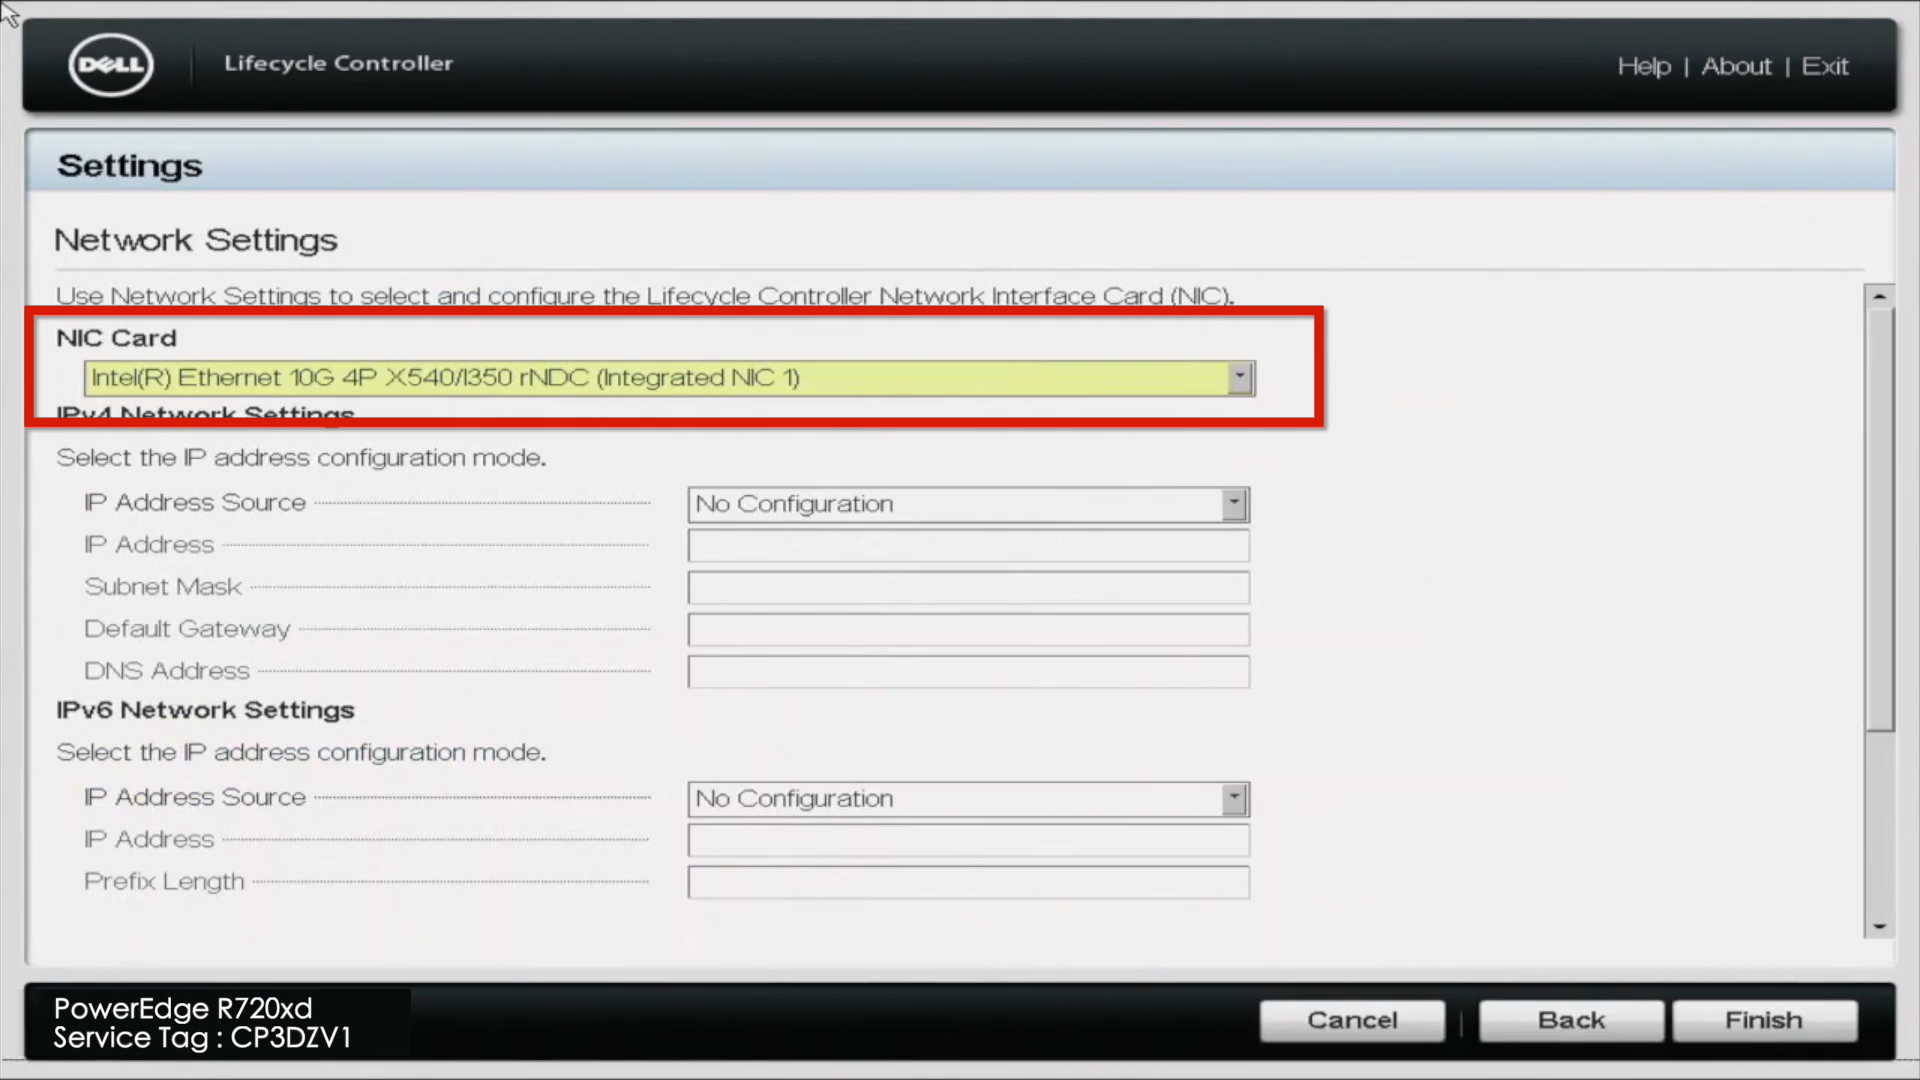 DELL
Lifecycle Controller
Help | About | Exit
Settings
Network Settings
Use Network Settings to select and configure the Lifecycle Controller Network Interface Card (NIC).
NIC Card
Intel(R) Ethernet 10G 4P X540/I350 rNDC (Integrated NIC 1)
IPv4 Network Settings
Select the IP address configuration mode.
IP Address Source No Configuration
IP Address
Subnet Mask
Default Gateway
DNS Address
IPv6 Network Settings
Select the IP address configuration mode.
IP Address Source No Configuration
IP Address
Prefix Length
PowerEdge R720xd
Service Tag : CP3DZV1
Cancel | Back Finish